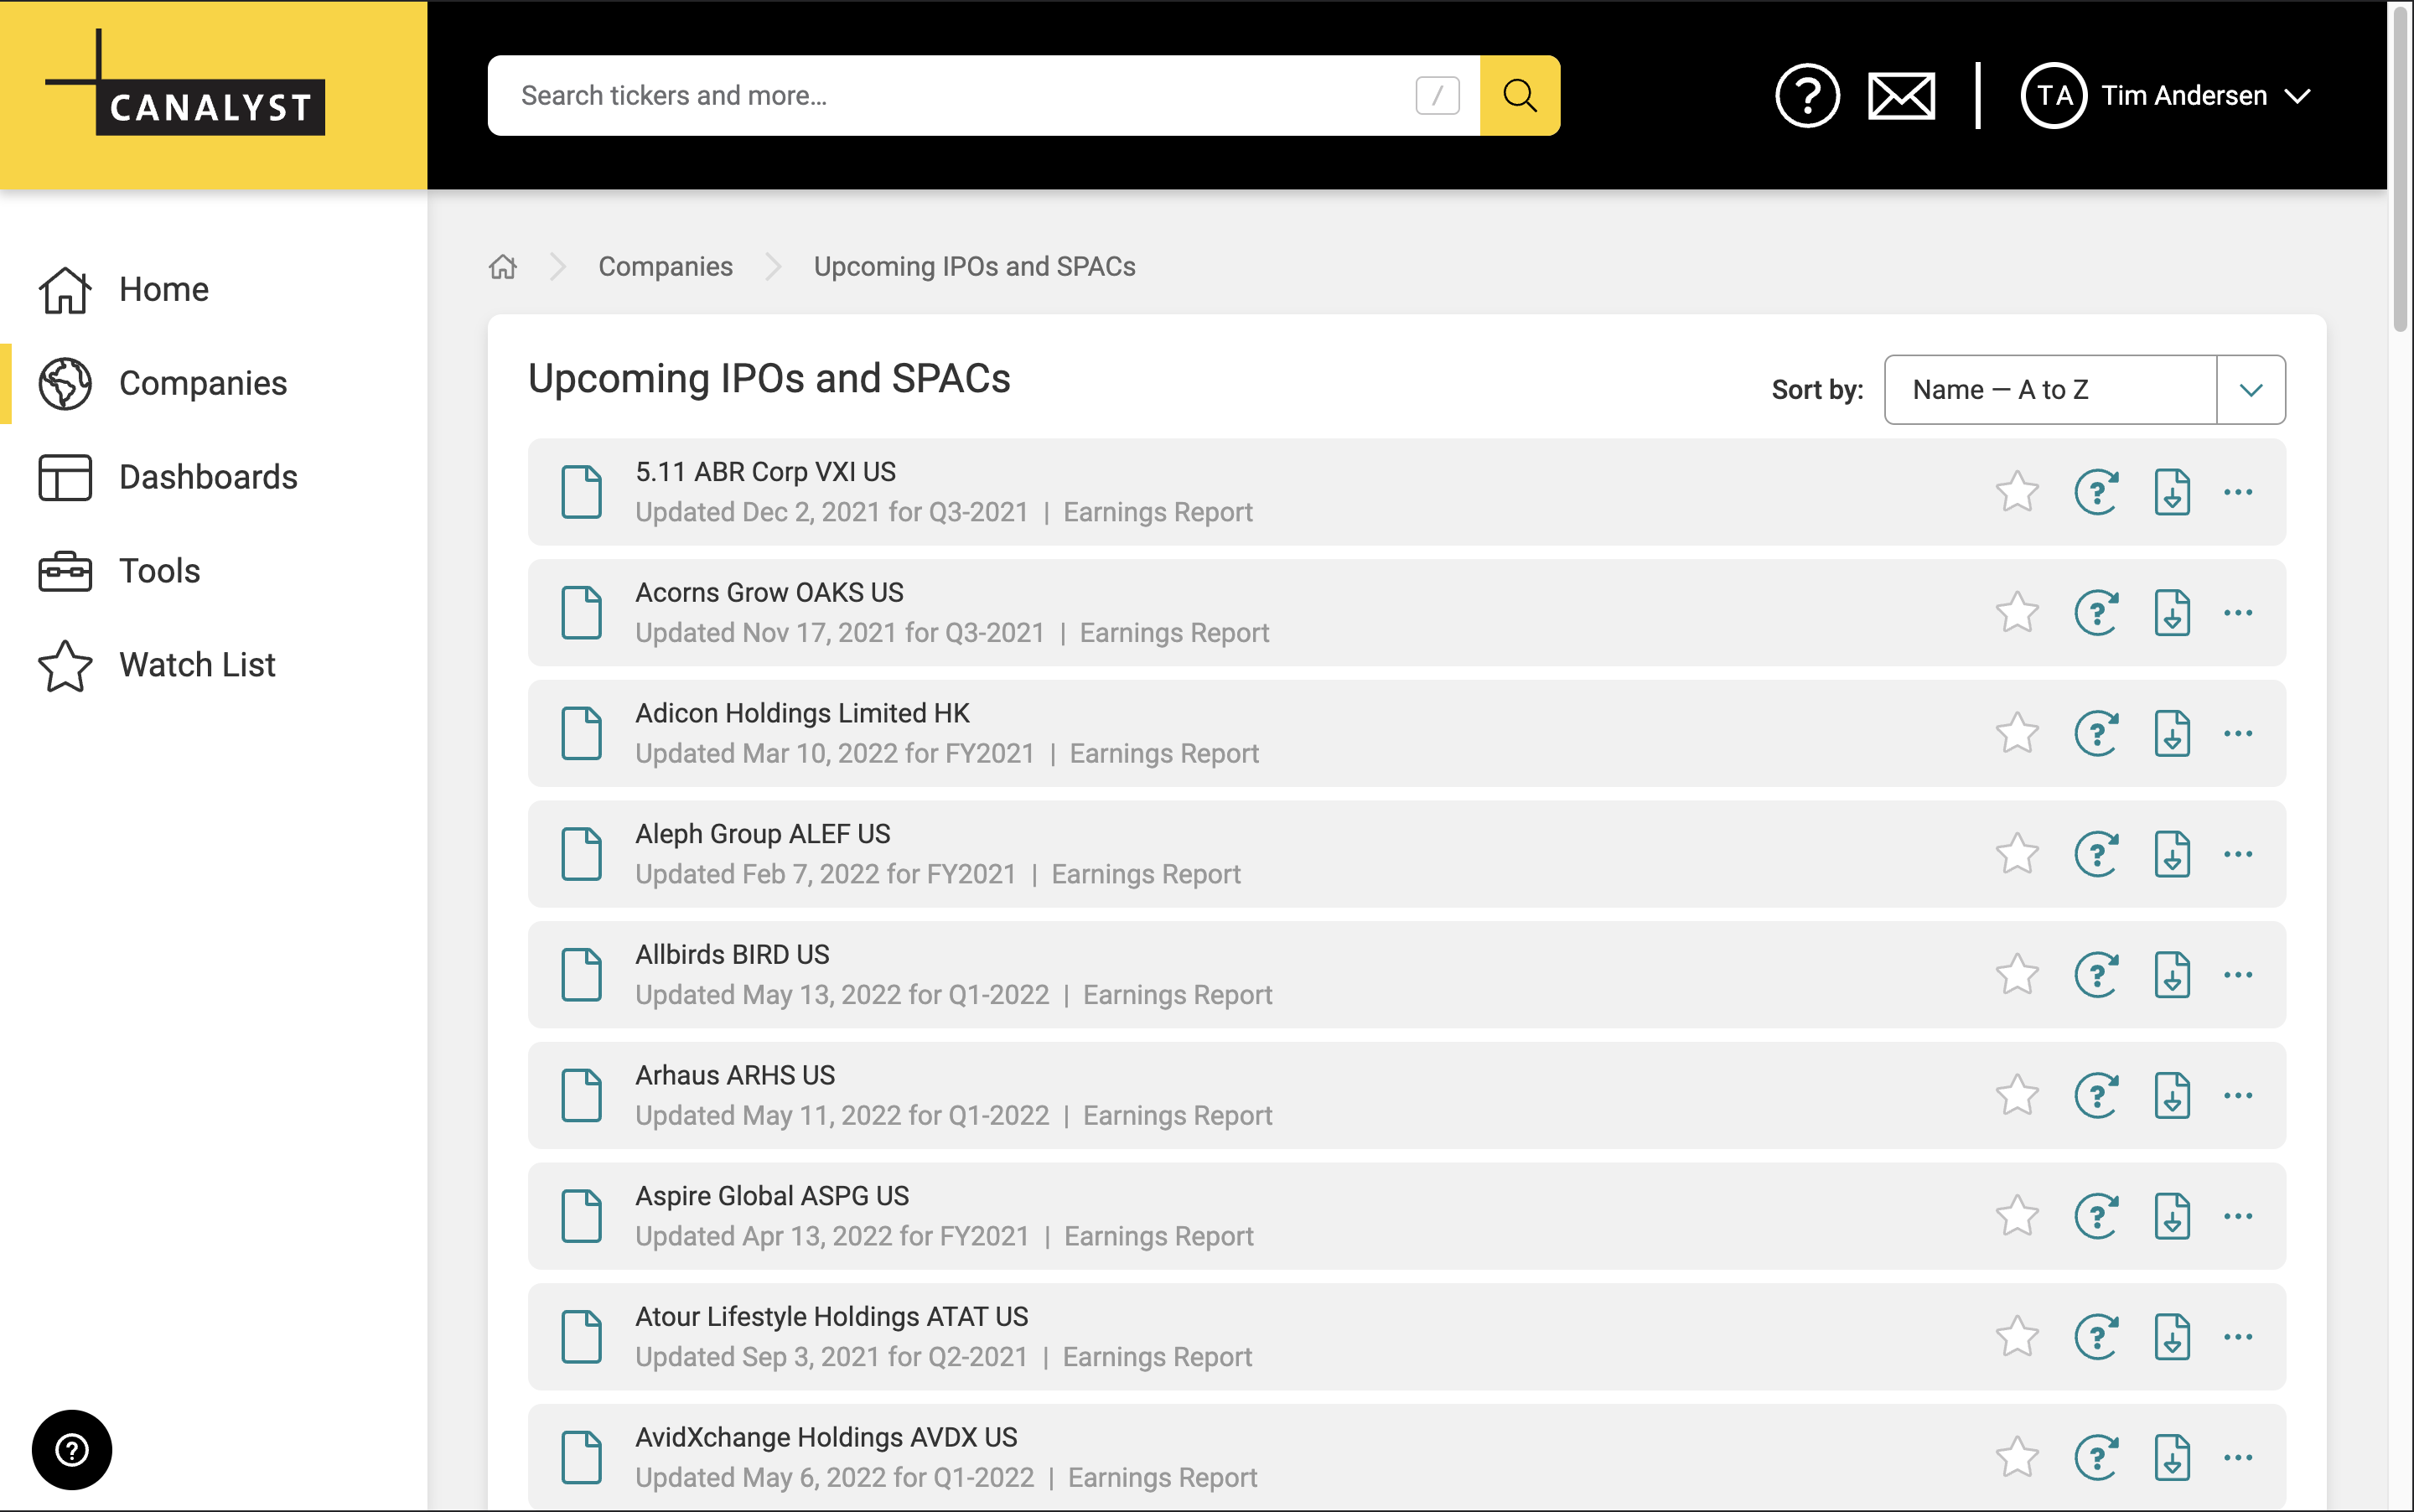 CANALYST
Search tickers and more...
/
?
TA Tim Andersen
Home
Companies
Dashboards
Tools
Watch List
Companies
Upcoming IPOs and SPACs
Upcoming IPOs and SPACs
Sort by: Name — A to Z
5.11 ABR Corp VXI US
Updated Dec 2, 2021 for Q3-2021 | Earnings Report
Acorns Grow OAKS US
Updated Nov 17, 2021 for Q3-2021 | Earnings Report
Adicon Holdings Limited HK
Updated Mar 10, 2022 for FY2021 | Earnings Report
Aleph Group ALEF US
Updated Feb 7, 2022 for FY2021 | Earnings Report
Allbirds BIRD US
Updated May 13, 2022 for Q1-2022 | Earnings Report
Arhaus ARHS US
Updated May 11, 2022 for Q1-2022 | Earnings Report
Aspire Global ASPG US
Updated Apr 13, 2022 for FY2021 | Earnings Report
Atour Lifestyle Holdings ATAT US
Updated Sep 3, 2021 for Q2-2021 | Earnings Report
AvidXchange Holdings AVDX US
Updated May 6, 2022 for Q1-2022 | Earnings Report